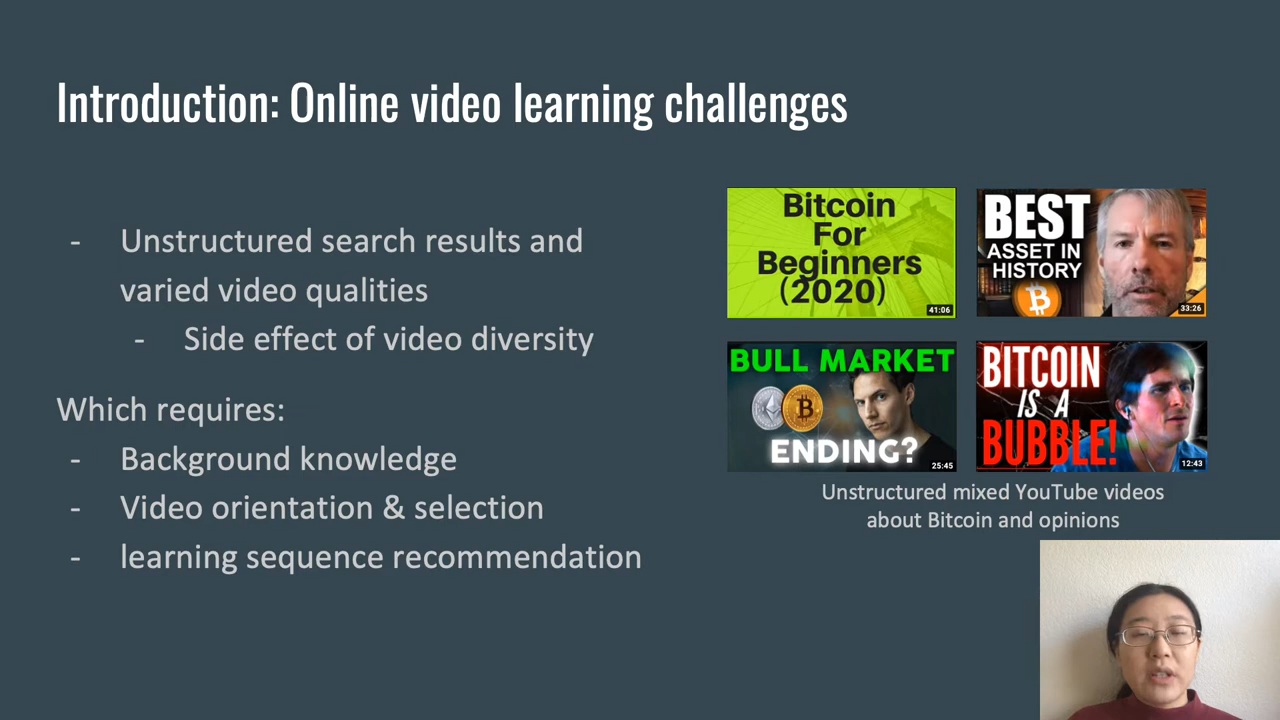 Introduction: Online video learning challenges
- Unstructured search results and
varied video qualities
- Side effect of video diversity
Which requires:
- Background knowledge
- Video orientation & selection
- learning sequence recommendation
Bitcoin
For
Beginners
(2020)
41:06
BEST
ASSET IN
HISTORY
33:26
BULL MARKET
ENDING?
25:45
BITCOIN
IS A
BUBBLE!
12:43
Unstructured mixed YouTube videos
about Bitcoin and opinions